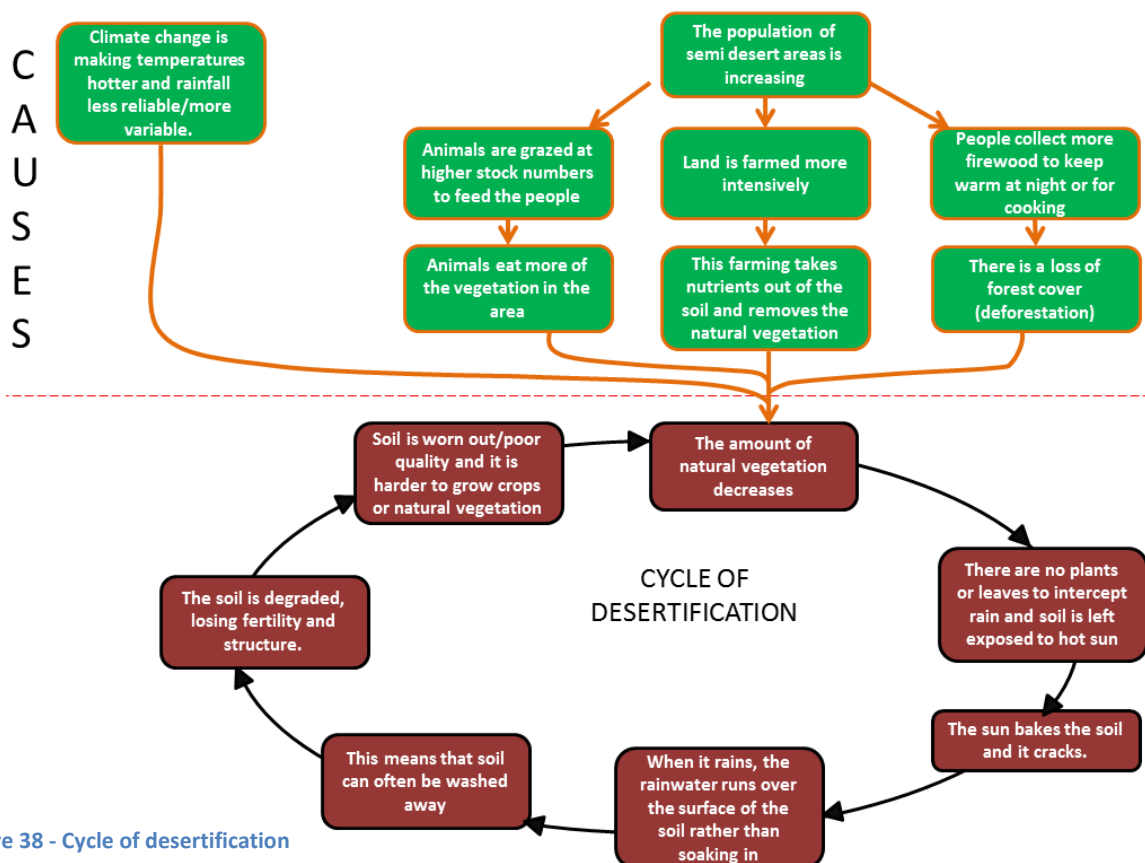 CAUSES
Climate change is
making temperatures
hotter and rainfall
less reliable/more
variable.
The population of
semi desert areas is
increasing
Animals are grazed at
higher stock numbers
to feed the people
Land is farmed more
intensively
People collect more
firewood to keep
warm at night or for
cooking
Animals eat more of
the vegetation in the
area
This farming takes
nutrients out of the
soil and removes the
natural vegetation
There is a loss of
forest cover
(deforestation)
Soil is worn out/poor
quality and it is
harder to grow crops
or natural vegetation
The amount of
natural vegetation
decreases
There are no plants
or leaves to intercept
rain and soil is left
exposed to hot sun
CYCLE OF
DESERTIFICATION
The soil is degraded,
losing fertility and
structure.
The sun bakes the soil
and it cracks.
This means that soil
can often be washed
away
When it rains, the
rainwater runs over
the surface of the
soil rather than
soaking in
re 38 - Cycle of desertification